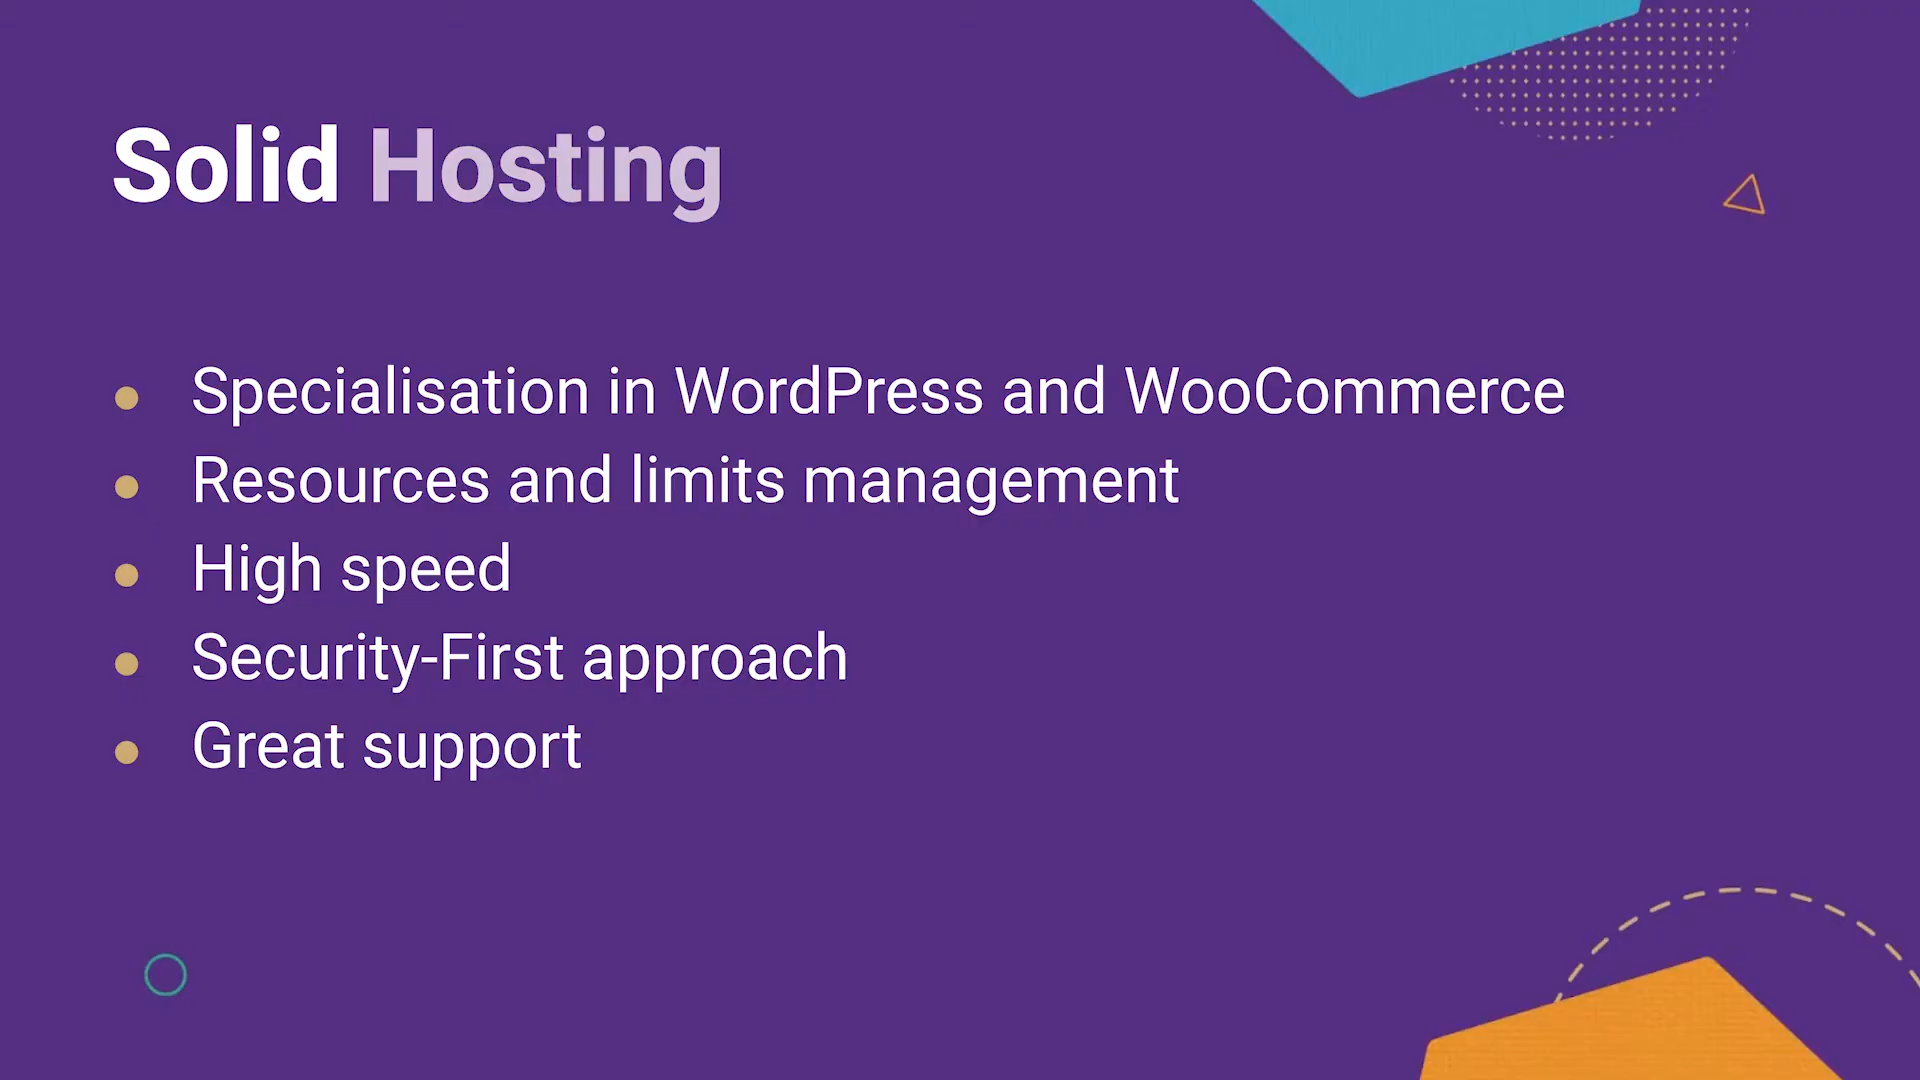 Solid Hosting
● Specialisation in WordPress and WooCommerce
● Resources and limits management
● High speed
● Security-First approach
● Great support